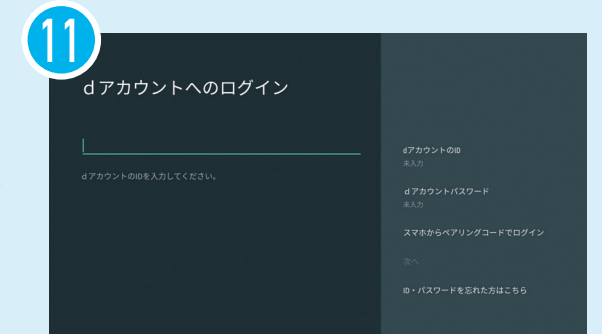 11
dアカウントへのログイン
dアカウントのIDを入力してください。
dアカウントのID
未入力
dアカウントパスワード
未入力
スマホからペアリングコードでログイン
次へ
ID・パスワードを忘れた方はこちら